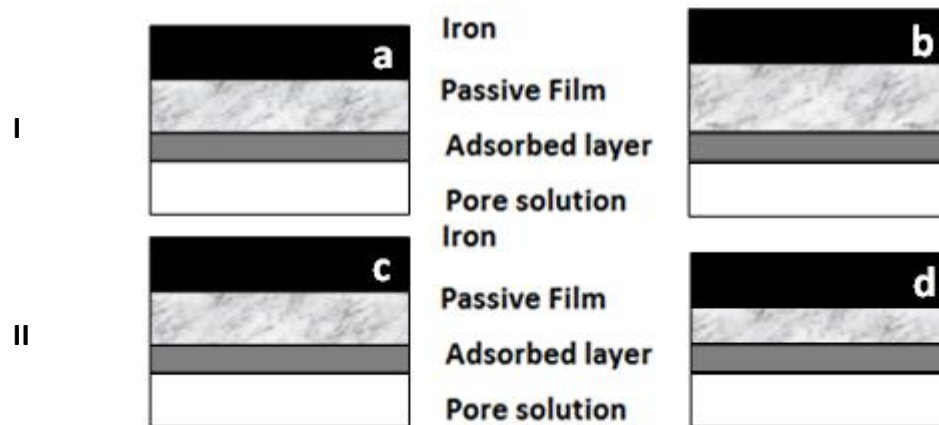 Iron
a
b
Passive Film
I
Adsorbed layer
Pore solution
Iron
c
d
Passive Film
II
Adsorbed layer
Pore solution